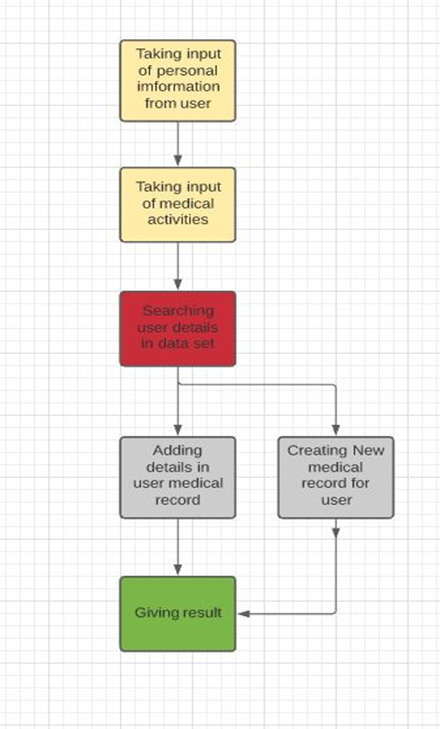 Taking input
of personal
imformation
from user
Taking input
of medical
activities
Searching
user details
in data set
Adding
details in
user medical
record
Creating New
medical
record for
user
Giving result